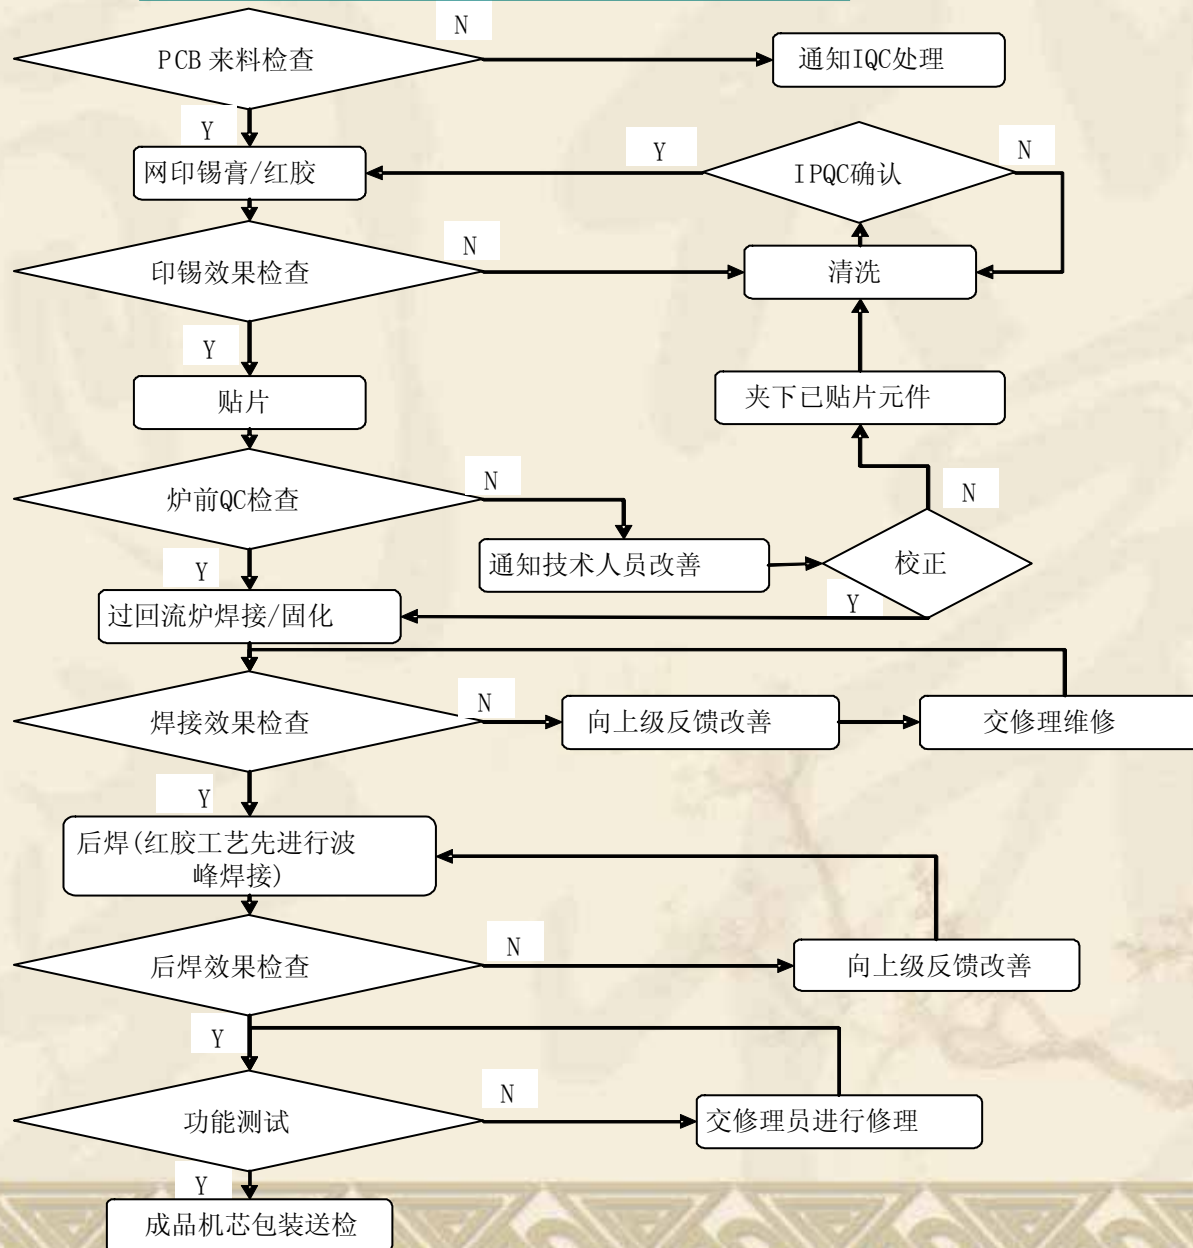 N
PCB 来料检查
通知IQC处理
Y
网印锡膏/红胶
Y
IPQC确认
N
印锡效果检查
N
清洗
Y
贴片
夹下已贴片元件
炉前QC检查
N
N
通知技术人员改善
校正
Y
Y
过回流炉焊接/固化
焊接效果检查
N
向上级反馈改善
交修理维修
Y
后焊(红胶工艺先进行波
峰焊接)
后焊效果检查
N
向上级反馈改善
Y
功能测试
N
交修理员进行修理
Y
成品机芯包装送检